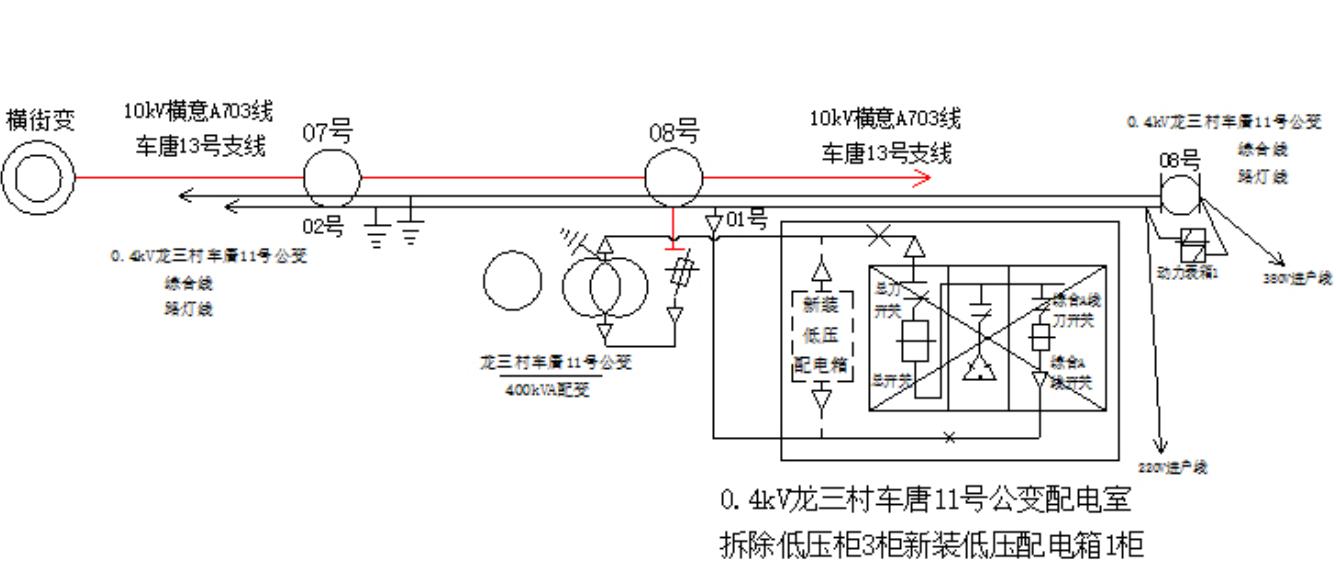 横街变
10kV横意A703线
车唐13号支线
07号
08号
10kV横意A703线
车唐13号支线
0.4kV龙三村车唐11号公变
综合线
路灯线
08号
02号
01号
0.4kV龙三村车唐11号公变
综合线
路灯线
动力表箱1
380V进户线
总刀
开关
新装
低压
配电箱
综合A线
刀开关
总开关
综合A
线开关
龙三村车唐11号公变
400kVA配变
220V进户线
0.4kV龙三村车唐11号公变配电室
拆除低压柜3柜新装低压配电箱1柜